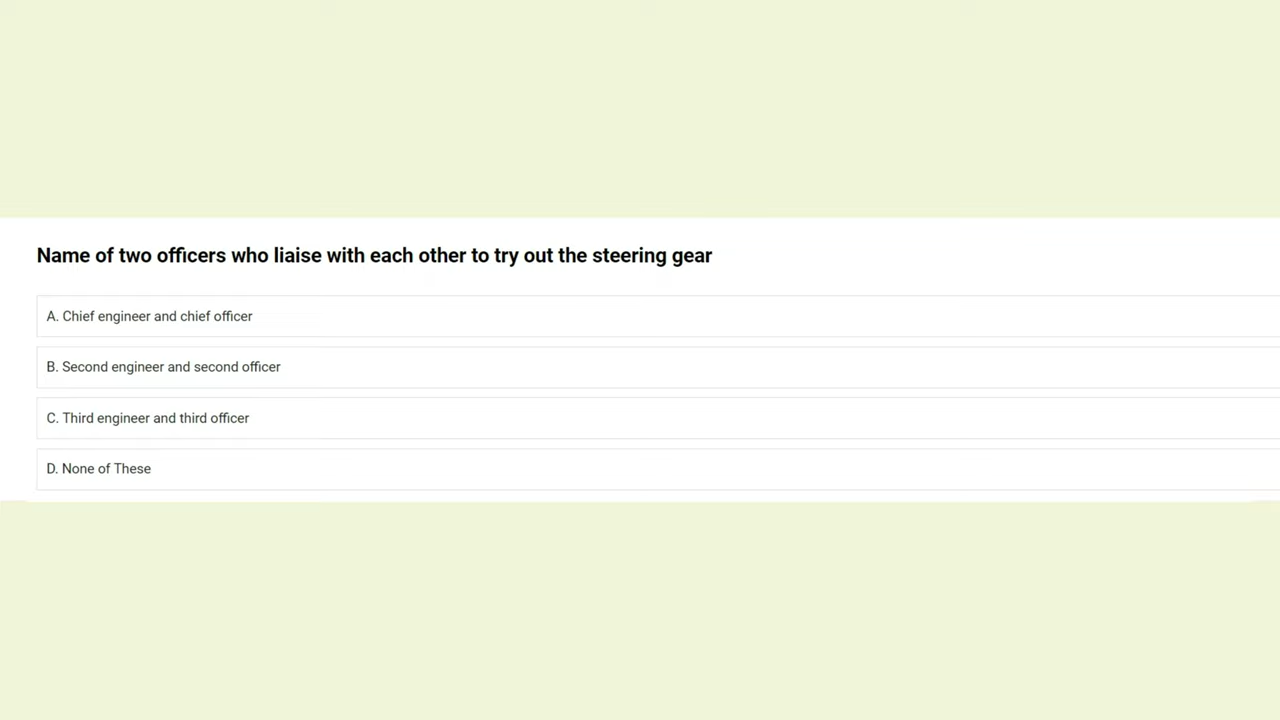 Name of two officers who liaise with each other to try out the steering gear
A. Chief engineer and chief officer
B. Second engineer and second officer
C. Third engineer and third officer
D. None of These